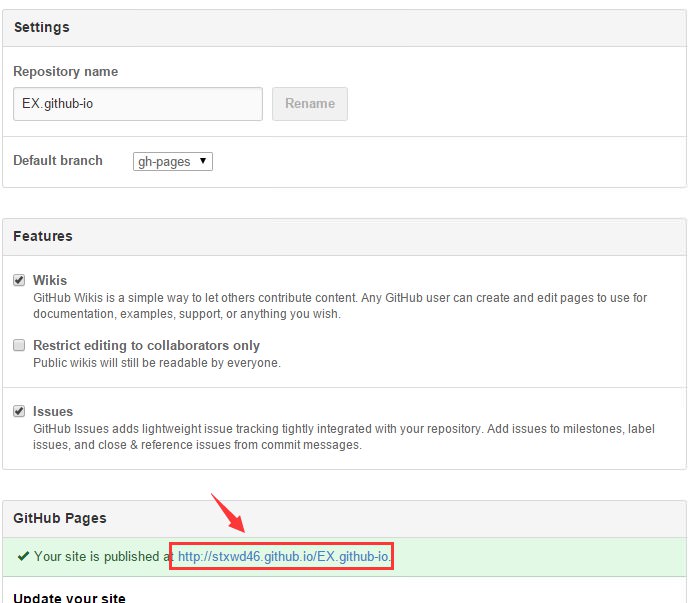 Settings
Repository name
EX.github-io
Rename
Default branch
gh-pages
Features
Wikis
GitHub Wikis is a simple way to let others contribute content. Any GitHub user can create and edit pages to use for
documentation, examples, support, or anything you wish.
Restrict editing to collaborators only
Public wikis will still be readable by everyone.
Issues
GitHub Issues adds lightweight issue tracking tightly integrated with your repository. Add issues to milestones, label
issues, and close & reference issues from commit messages.
GitHub Pages
Your site is published at http://stxwd46.github.io/EX.github-io.
Update your site